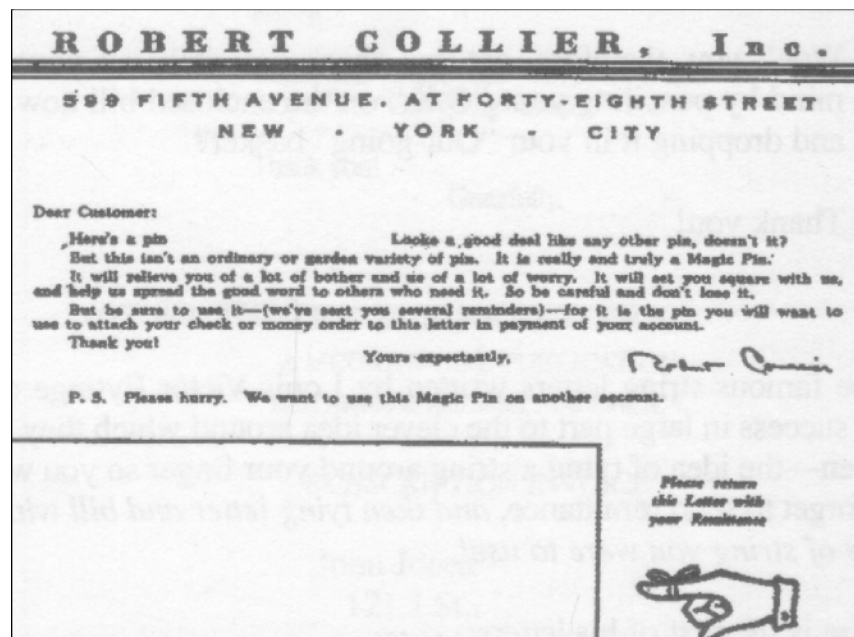 ROBERT COLLIER, Inc.
599 FIFTH AVENUE AT FORTY-EIGHTH STREET
NEW · YORK · CITY
Dear Customer:
Here's a pin Looks a good deal like any other pin, doesn't it?
But this isn't an ordinary or garden variety of pin. It is really and truly a Magic Pin.
It will relieve you of a lot of bother and us of a lot of worry. It will set you square with us,
and help us spread the good word to others who need it. So be careful and don't lose it.
But be sure to use it—(we've sent you several reminders)—for it is the pin you will want to
use to attach your check or money order to this letter in payment of your account.
Thank you!
Yours expectantly,
P. S. Please hurry. We want to use this Magic Pin on another account.
Please return
this Letter with
your Remittance